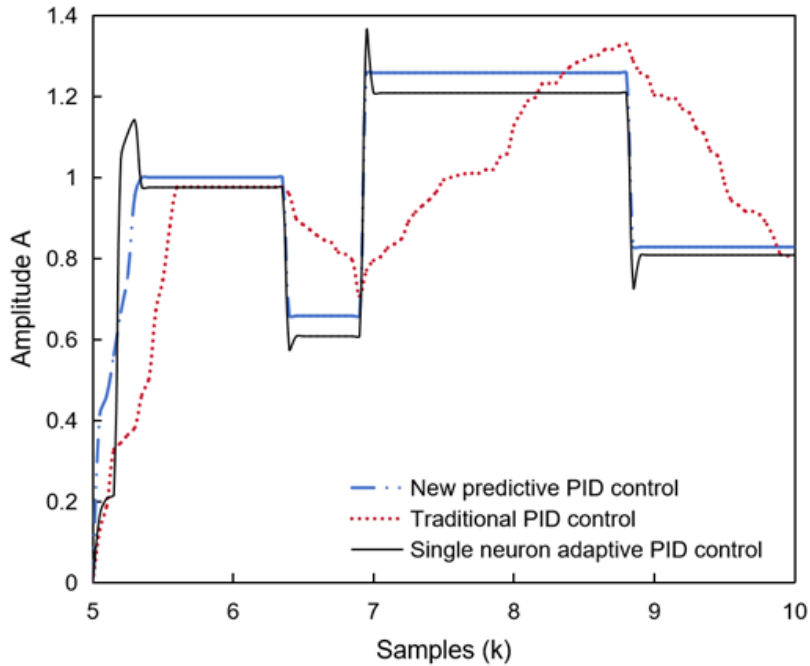 1.4
1.2
1
0.8
0.6
0.4
0.2
0
Amplitude A
New predictive PID control
Traditional PID control
Single neuron adaptive PID control
5 6 7 8 9 10
Samples (k)